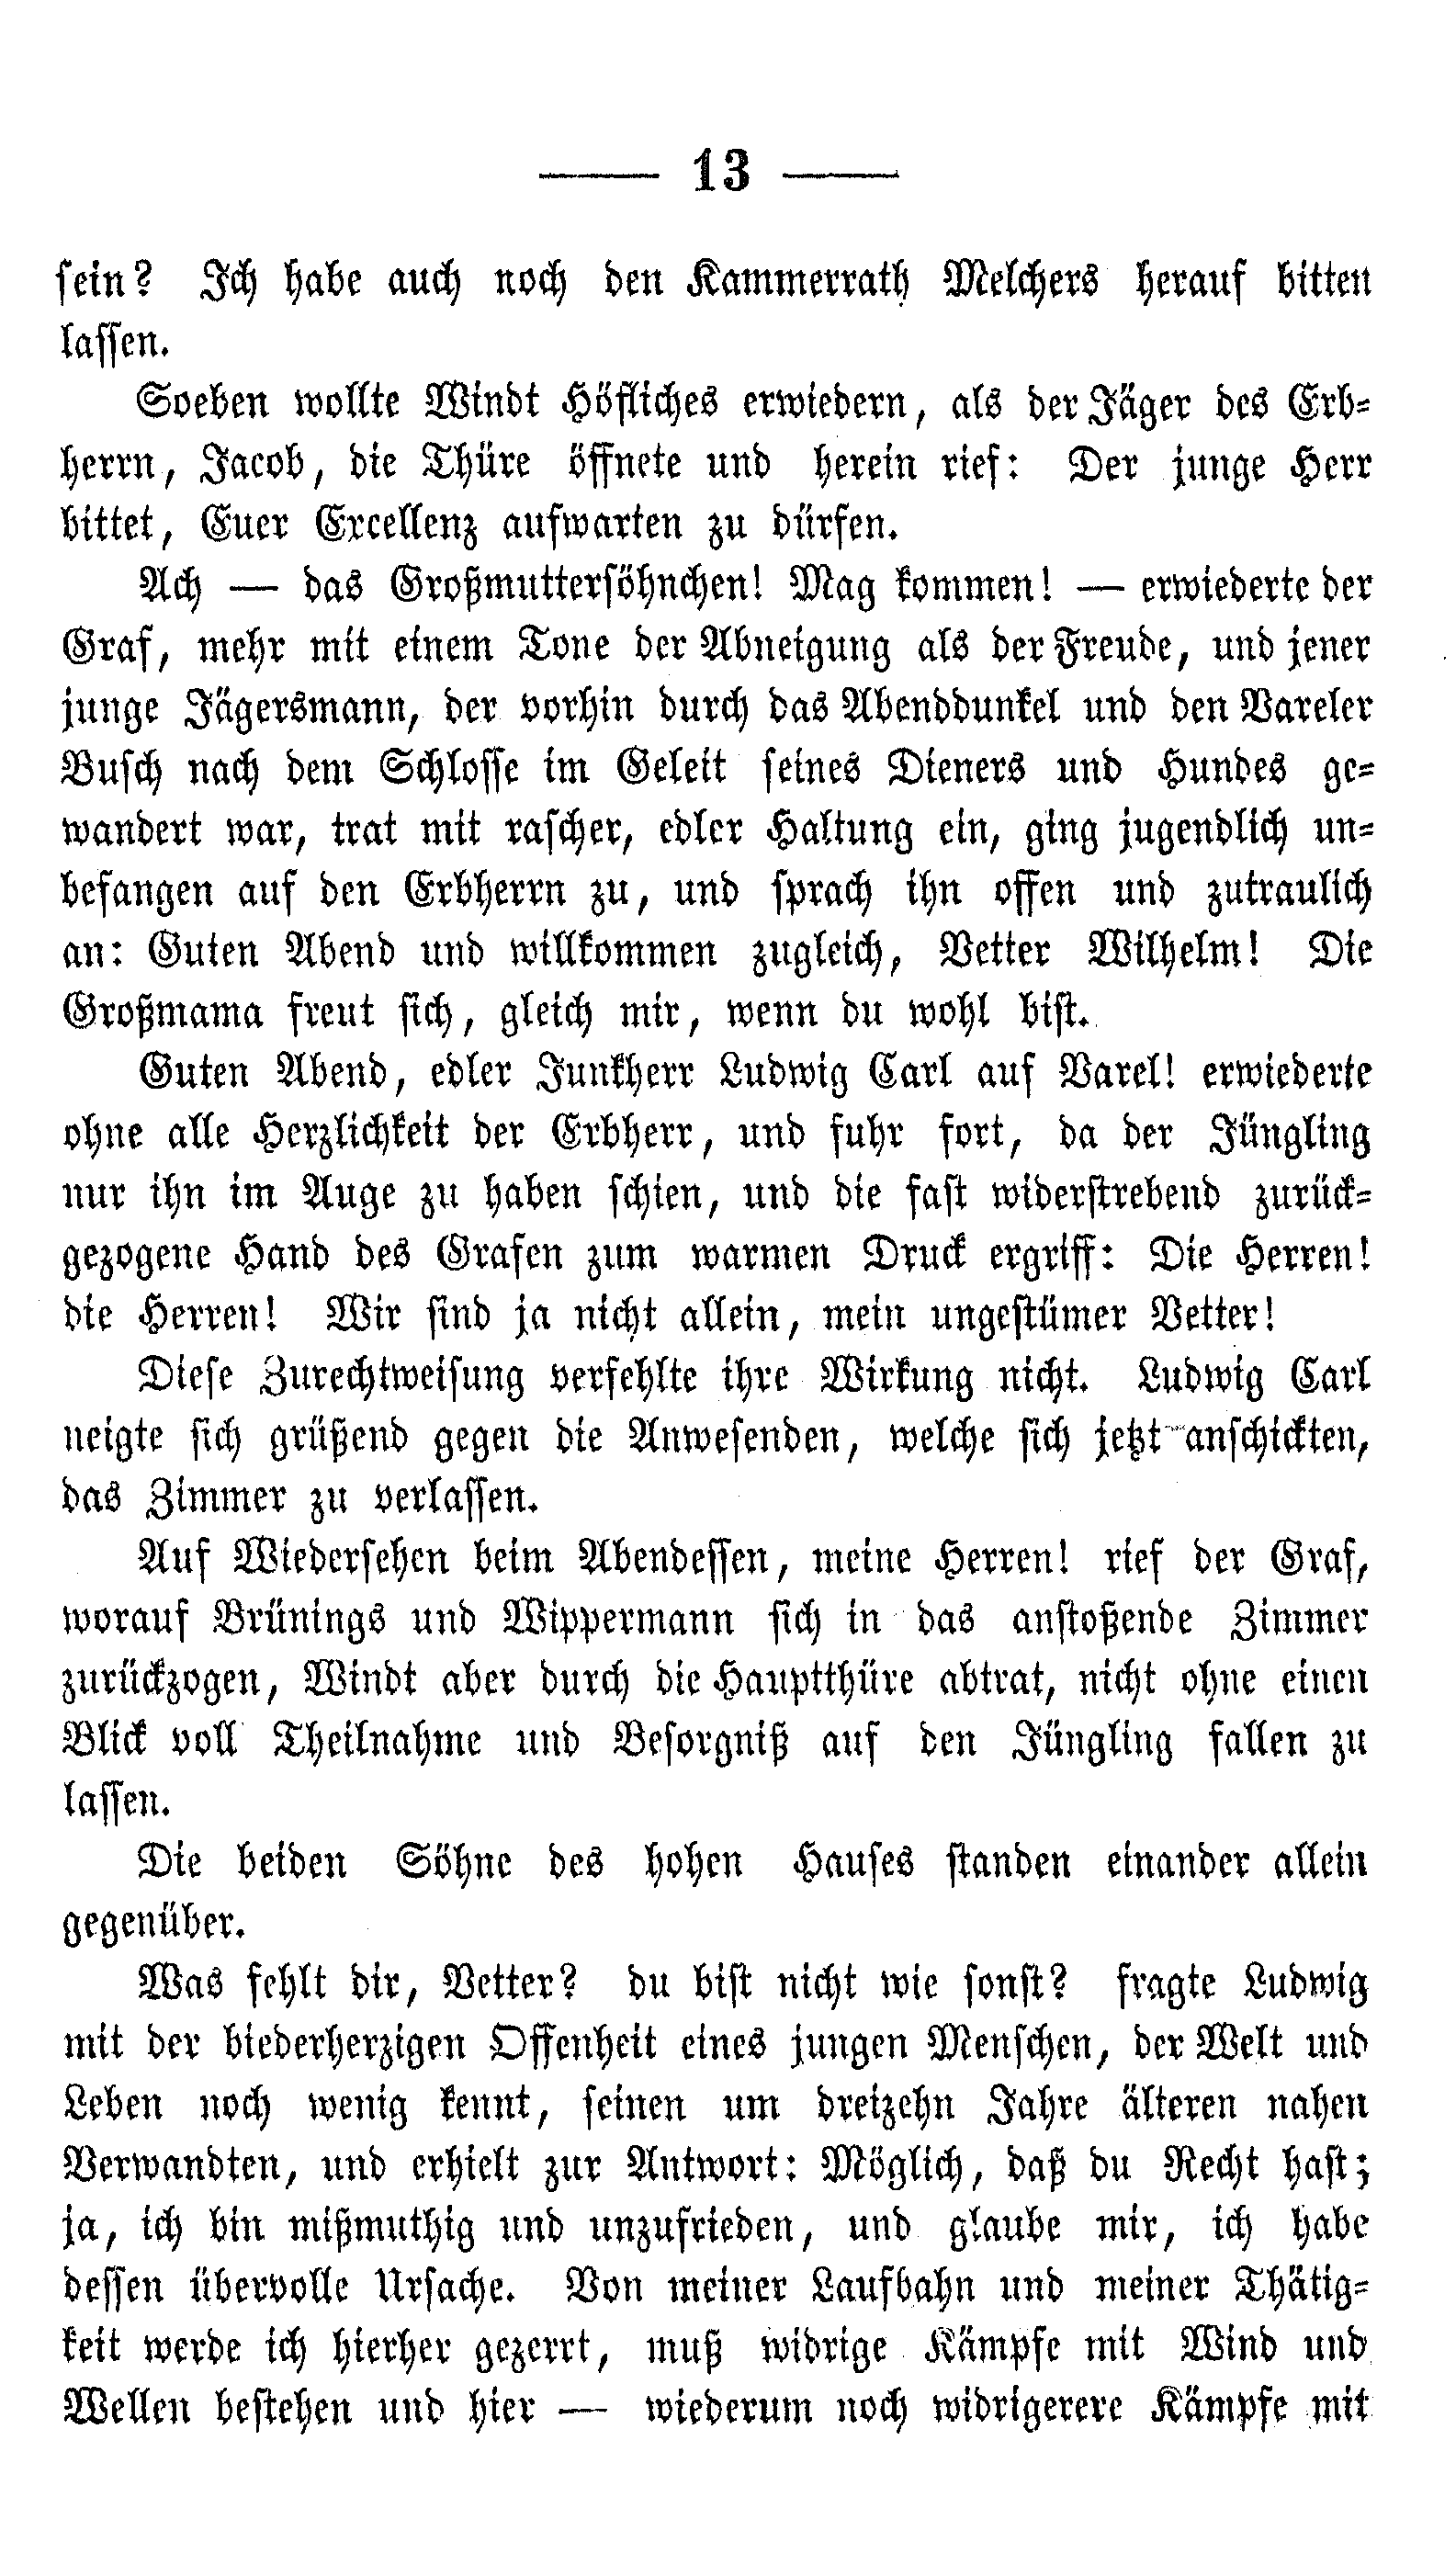 — 13 —
sein? Ich habe auch noch den Kammerrath Melchers herauf bitten
lassen.
Soeben wollte Windt Höfliches erwiedern, als der Jäger des Erb-
herrn, Jacob, die Thüre öffnete und herein rief: Der junge Herr
bittet, Euer Excellenz aufwarten zu dürfen.
Ach — das Großmuttersöhnchen! Mag kommen! — erwiederte der
Graf, mehr mit einem Tone der Abneigung als der Freude, und jener
junge Jägersmann, der vorhin durch das Abenddunkel und den Vareler
Busch nach dem Schlosse im Geleit seines Dieners und Hundes ge-
wandert war, trat mit rascher, edler Haltung ein, ging jugendlich un-
befangen auf den Erbherrn zu, und sprach ihn offen und zutraulich
an: Guten Abend und willkommen zugleich, Vetter Wilhelm! Die
Großmama freut sich, gleich mir, wenn du wohl bist.
Guten Abend, edler Junkherr Ludwig Carl auf Varel! erwiederte
ohne alle Herzlichkeit der Erbherr, und fuhr fort, da der Jüngling
nur ihn im Auge zu haben schien, und die fast widerstrebend zurück-
gezogene Hand des Grafen zum warmen Druck ergriff: Die Herren!
die Herren! Wir sind ja nicht allein, mein ungestümer Vetter!
Diese Zurechtweisung verfehlte ihre Wirkung nicht. Ludwig Carl
neigte sich grüßend gegen die Anwesenden, welche sich jetzt anschickten,
das Zimmer zu verlassen.
Auf Wiedersehen beim Abendessen, meine Herren! rief der Graf,
worauf Brünings und Wippermann sich in das anstoßende Zimmer
zurückzogen, Windt aber durch die Hauptthüre abtrat, nicht ohne einen
Blick voll Theilnahme und Besorgniß auf den Jüngling fallen zu
lassen.
Die beiden Söhne des hohen Hauses standen einander allein
gegenüber.
Was fehlt dir, Vetter? du bist nicht wie sonst? fragte Ludwig
mit der biederherzigen Offenheit eines jungen Menschen, der Welt und
Leben noch wenig kennt, seinen um dreizehn Jahre älteren nahen
Verwandten, und erhielt zur Antwort: Möglich, daß du Recht hast;
ja, ich bin mißmuthig und unzufrieden, und glaube mir, ich habe
dessen übervolle Ursache. Von meiner Laufbahn und meiner Thätig-
keit werde ich hierher gezerrt, muß widrige Kämpfe mit Wind und
Wellen bestehen und hier — wiederum noch widrigerere Kämpfe mit